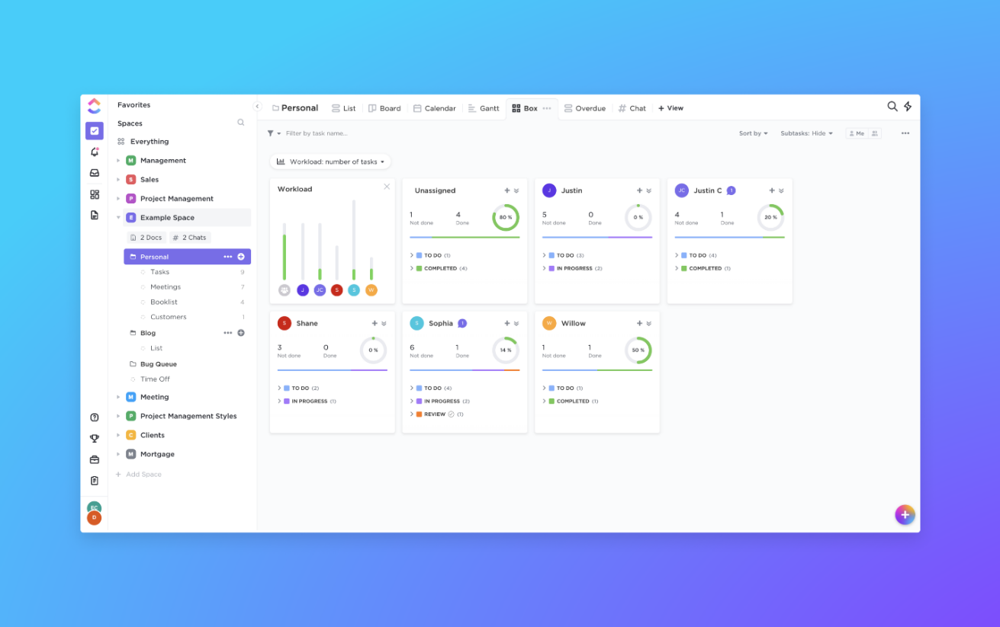 Favorites
Spaces
Everything
M Management
S Sales
P Project Management
E Example Space
2 Docs # 2 Chats
Personal
Tasks 9
Meetings 7
Booklist 4
Customers 1
Blog
List
Bug Queue
Time Off
M Meeting
P Project Management Styles
C Clients
M Mortgage
+ Add Space
EC
D
Personal List Board Calendar Gantt Box ••• Overdue # Chat + View
Filter by task name...
Sort by Subtasks: Hide Me
Workload: number of tasks
Workload
J JC S S W
Unassigned
1 4
Not done Done
80 %
TO DO (1)
COMPLETED (4)
J Justin
5 0
Not done Done
0 %
TO DO (3)
IN PROGRESS (2)
JC Justin C 1
4 1
Not done Done
20 %
TO DO (4)
COMPLETED (1)
S Shane
3 0
Not done Done
0 %
TO DO (2)
IN PROGRESS (1)
S Sophia 1
6 1
Not done Done
14 %
TO DO (4)
IN PROGRESS (2)
REVIEW (1)
W Willow
1 1
Not done Done
50 %
TO DO (1)
COMPLETED (1)